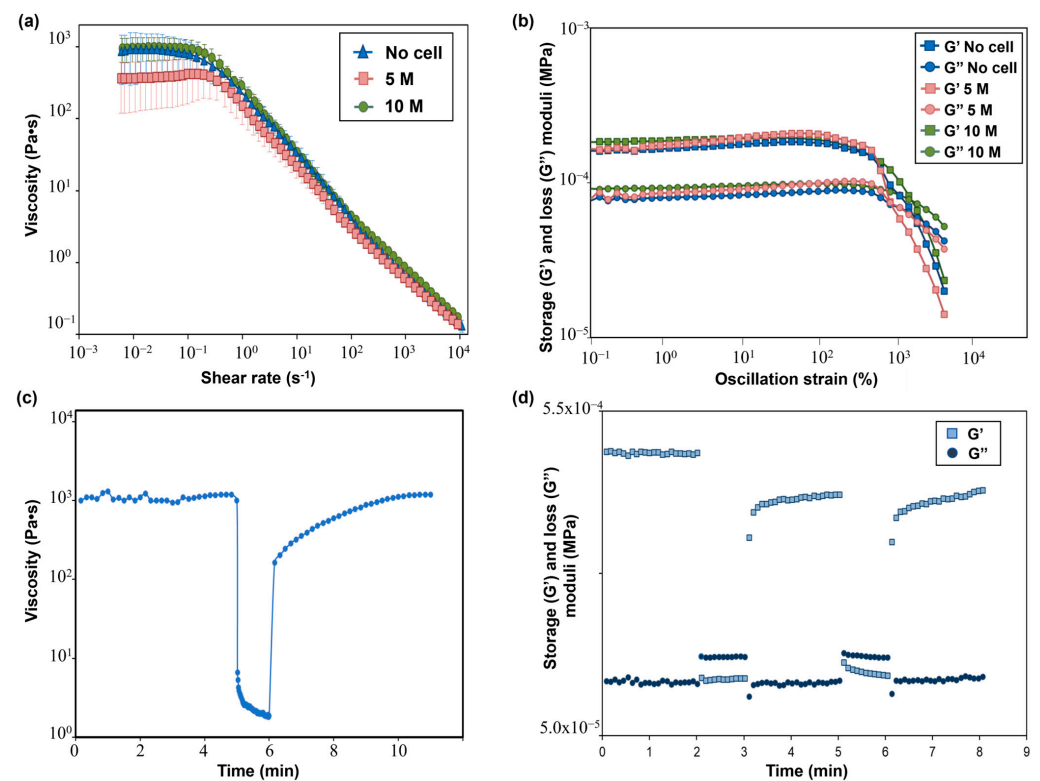 (a)
Viscosity (Pa•s)
10³
10²
10¹
10⁰
10⁻¹
No cell
5 M
10 M
10⁻³
10⁻²
10⁻¹
10⁰
10¹
10²
10³
10⁴
Shear rate (s⁻¹)
(b)
Storage (G') and loss (G'') moduli (MPa)
10⁻³
10⁻⁴
10⁻⁵
G' No cell
G'' No cell
G' 5 M
G'' 5 M
G' 10 M
G'' 10 M
10⁻¹
10⁰
10¹
10²
10³
10⁴
Oscillation strain (%)
(c)
Viscosity (Pa•s)
10⁴
10³
10²
10¹
10⁰
0 2 4 6 8 10
Time (min)
(d)
Storage (G') and loss (G'')
moduli (MPa)
5.5x10⁻⁴
5.0x10⁻⁵
G'
G''
0 1 2 3 4 5 6 7 8 9
Time (min)